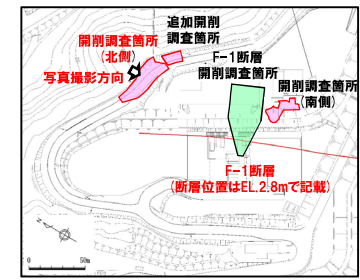 追加開削
調査箇所
開削調査箇所
(北側)
写真撮影方向
F-1断層
開削調査箇所
開削調査箇所
(南側)
F-1断層
(断層位置はEL.2.8mで記載)
N
0
50m